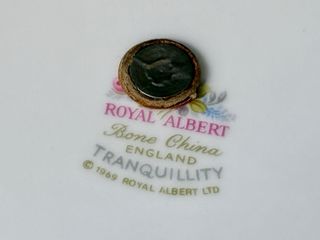 ROYAL ALBERT
Bone China
ENGLAND
TRANQUILLITY
© 1969 ROYAL ALBERT LTD